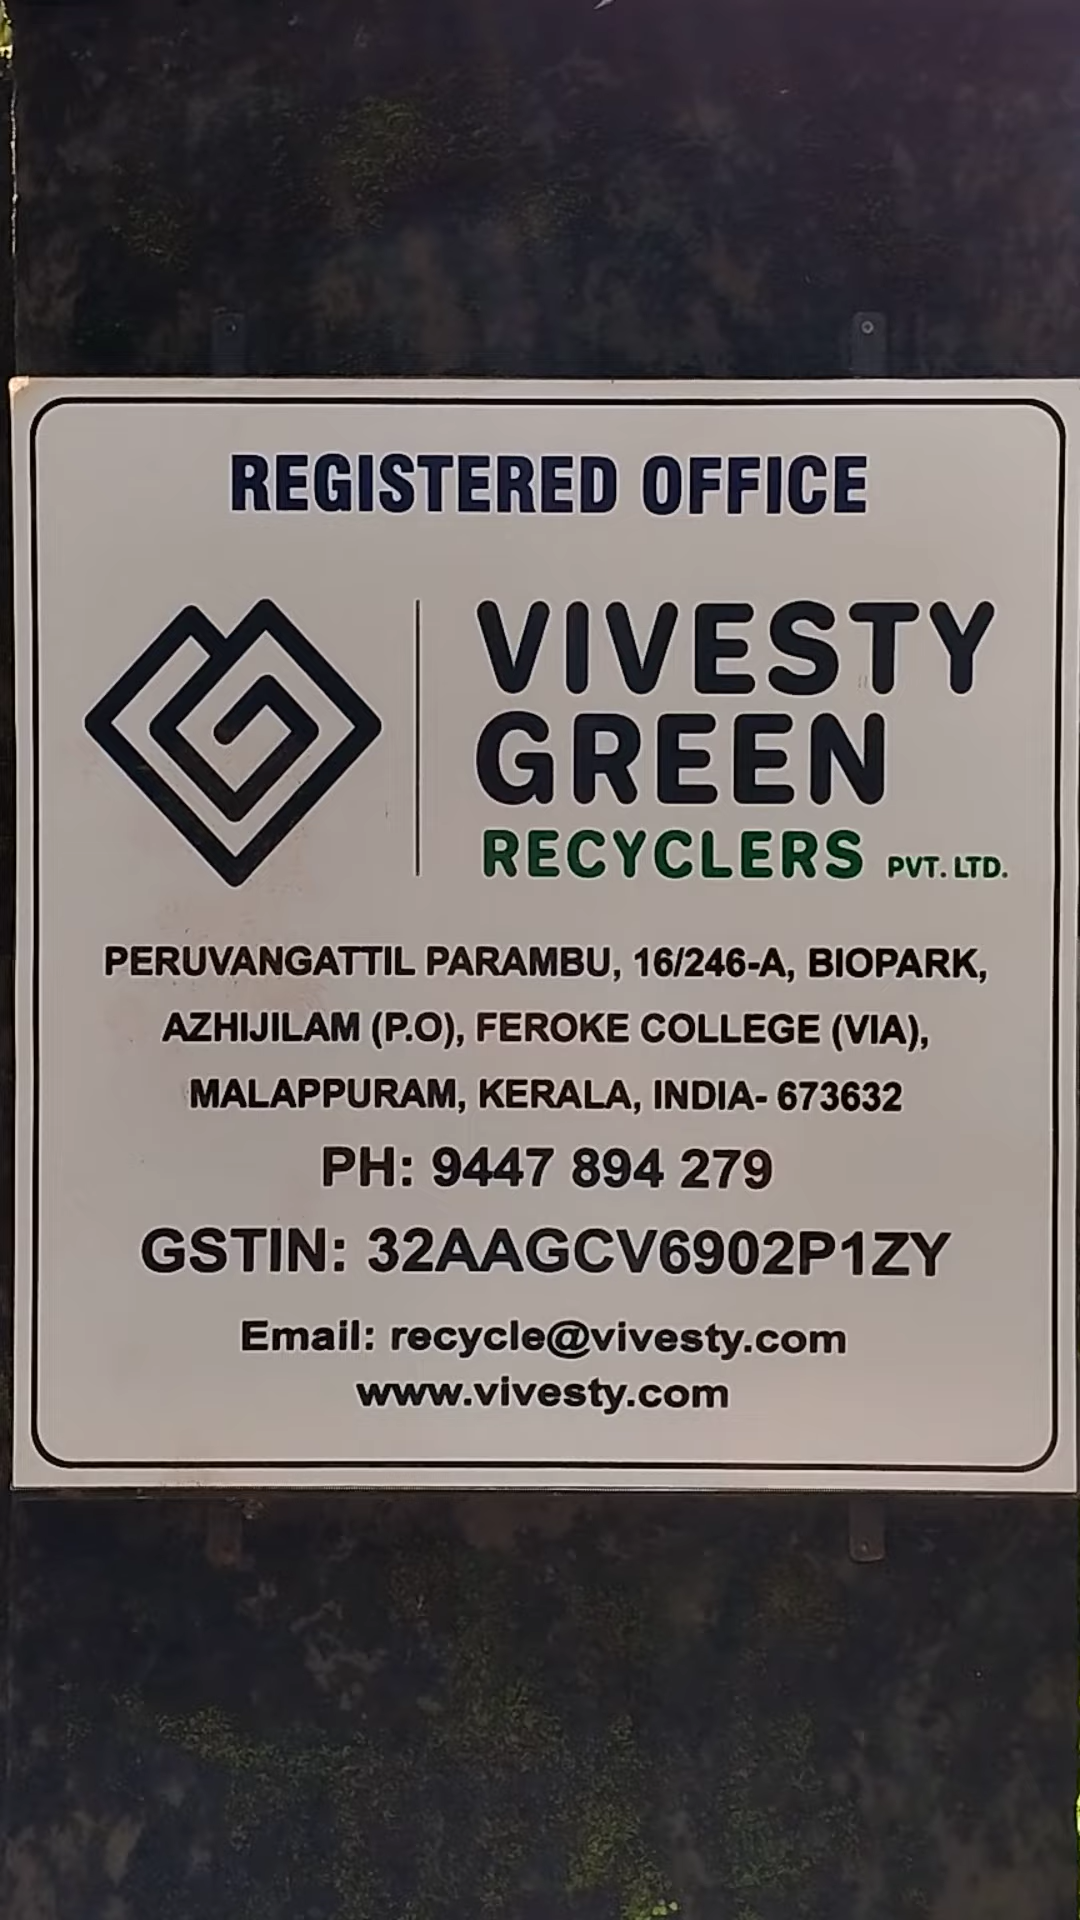 REGISTERED OFFICE
VIVESTY
GREEN
RECYCLERS PVT. LTD.
PERUVANGATTIL PARAMBU, 16/246-A, BIOPARK,
AZHIJILAM (P.O), FEROKE COLLEGE (VIA),
MALAPPURAM, KERALA, INDIA- 673632
PH: 9447 894 279
GSTIN: 32AAGCV6902P1ZY
Email: recycle@vivesty.com
www.vivesty.com